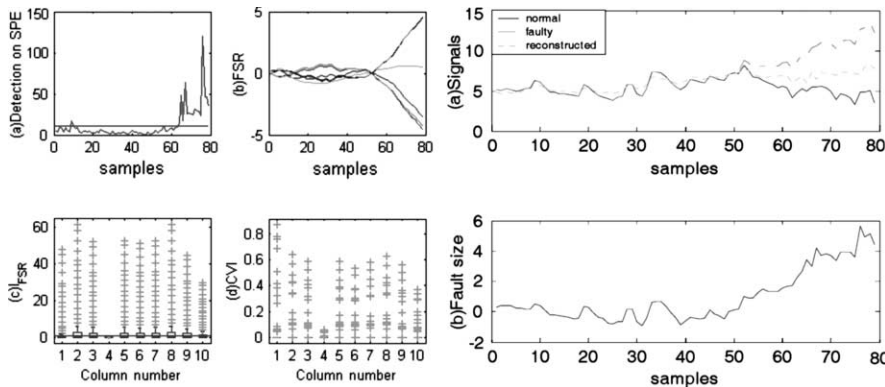 (a)Detection on SPE
150
100
50
0
0 20 40 60 80
samples
(b)FSR
5
0
-5
0 20 40 60 80
samples
(a)Signals
15
10
5
0
normal
faulty
reconstructed
0 10 20 30 40 50 60 70 80
samples
(c)I_FSR
60
40
20
0
1 2 3 4 5 6 7 8 9 10
Column number
(d)CVI
0.8
0.6
0.4
0.2
0
1 2 3 4 5 6 7 8 9 10
Column number
(b)Fault size
6
4
2
0
-2
0 10 20 30 40 50 60 70 80
samples